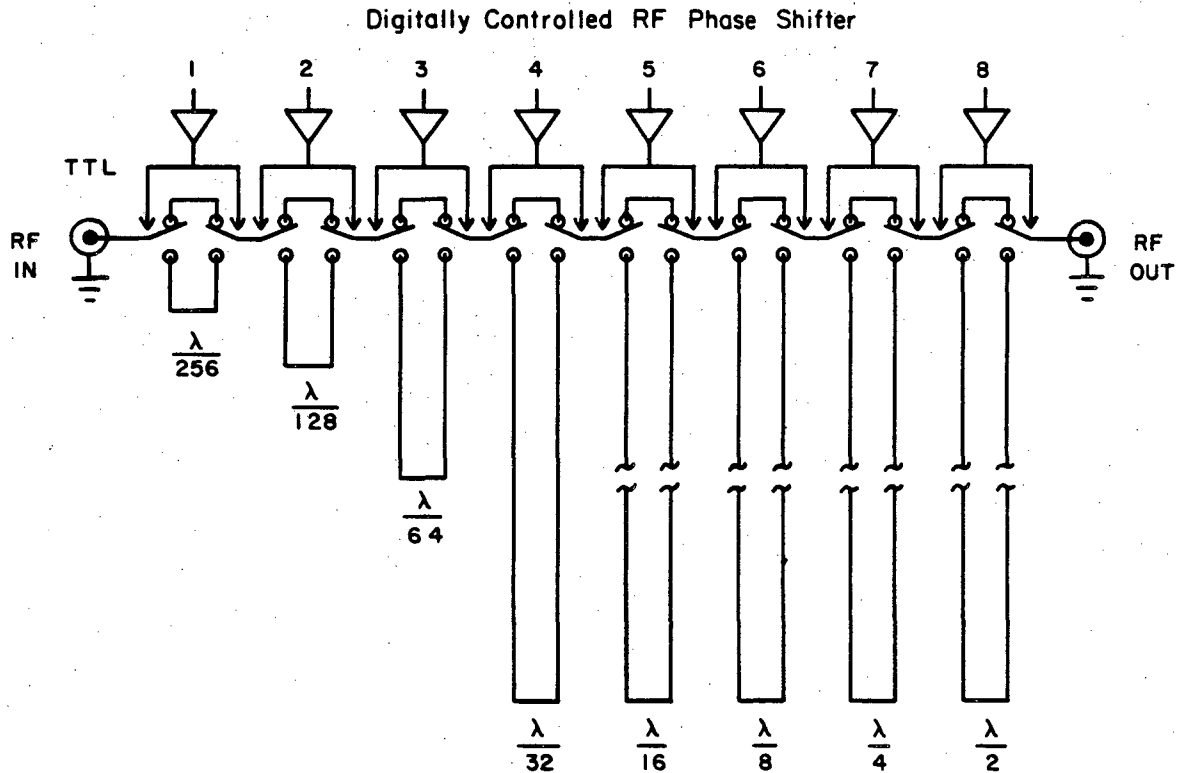 Digitally Controlled RF Phase Shifter
1 2 3 4 5 6 7 8
TTL
RF IN
RF OUT
λ/256
λ/128
λ/64
λ/32
λ/16
λ/8
λ/4
λ/2